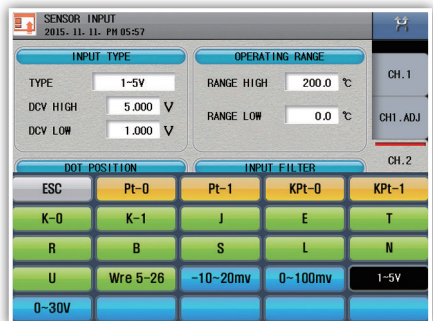 SENSOR INPUT
2015. 11. 11. PM 05:57
INPUT TYPE
TYPE 1~5V
DCV HIGH 5.000 V
DCV LOW 1.000 V
OPERATING RANGE
RANGE HIGH 200.0 ℃
RANGE LOW 0.0 ℃
CH.1
CH1.ADJ
CH.2
DOT POSITION
INPUT FILTER
ESC Pt-0 Pt-1 KPt-0 KPt-1
K-0 K-1 J E T
R B S L N
U Wre 5-26 -10~20mv 0~100mv 1~5V
0~30V